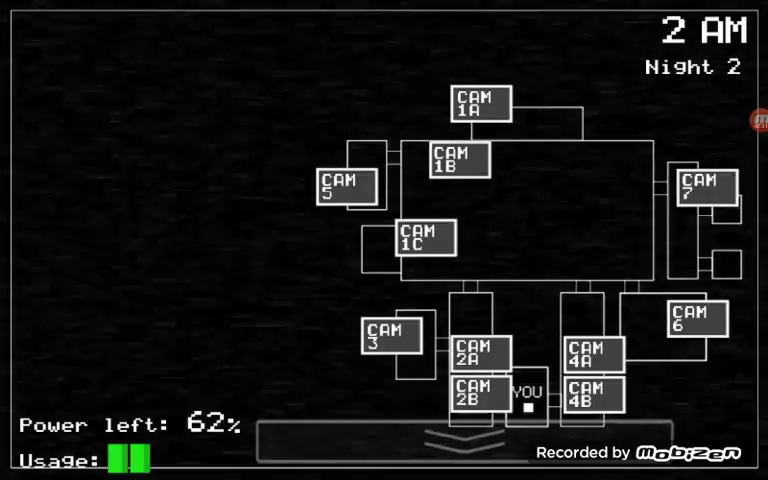 2 AM
Night 2
CAM 1A
CAM 1B
CAM 5
CAM 7
CAM 1C
CAM 6
CAM 3
CAM 2A
CAM 4A
CAM 2B
YOU
CAM 4B
Power left: 62%
Usage:
Recorded by Mobizen